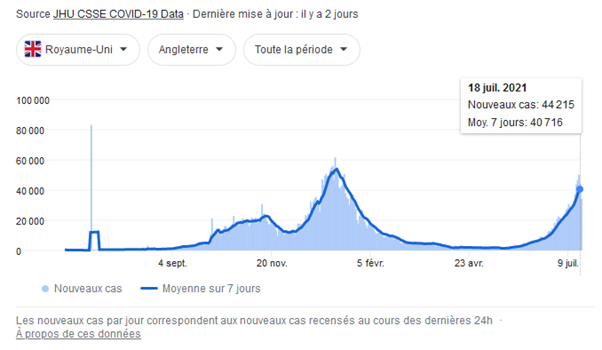 Source JHU CSSE COVID-19 Data · Dernière mise à jour : il y a 2 jours
Royaume-Uni
Angleterre
Toute la période
18 juil. 2021
Nouveaux cas: 44 215
Moy. 7 jours: 40 716
100 000
80 000
60 000
40 000
20 000
0
4 sept.
20 nov.
5 févr.
23 avr.
9 juil.
Nouveaux cas
Moyenne sur 7 jours
Les nouveaux cas par jour correspondent aux nouveaux cas recensés au cours des dernières 24h ·
À propos de ces données